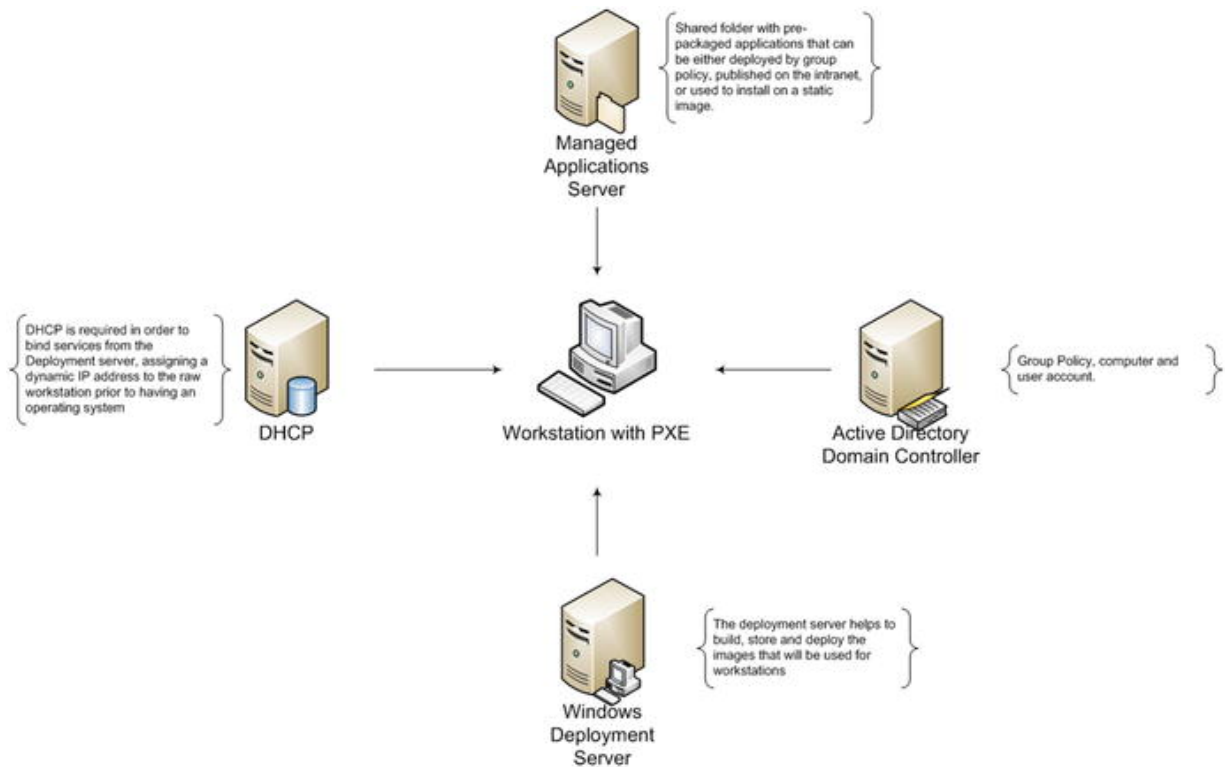 Shared folder with pre-
packaged applications that can
be either deployed by group
policy, published on the intranet,
or used to install on a static
image.
Managed
Applications
Server
DHCP is required in order to
bind services from the
Deployment server, assigning a
dynamic IP address to the raw
workstation prior to having an
operating system
DHCP
Workstation with PXE
Group Policy, computer and
user account.
Active Directory
Domain Controller
The deployment server helps to
build, store and deploy the
images that will be used for
workstations
Windows
Deployment
Server